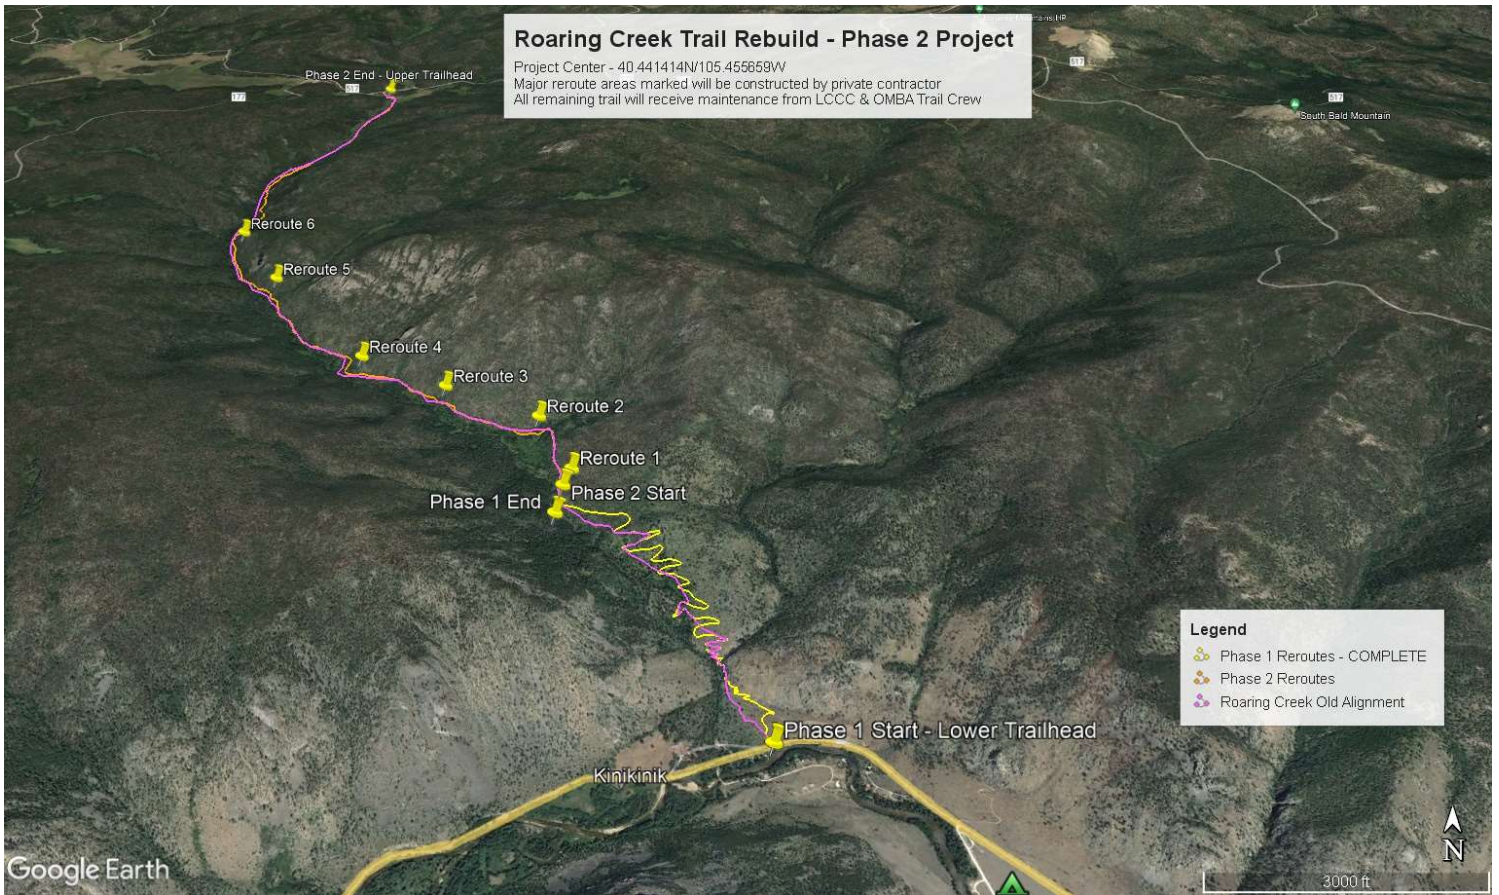 Roaring Creek Trail Rebuild - Phase 2 Project
Project Center - 40.441414N/105.455659W
Major reroute areas marked will be constructed by private contractor
All remaining trail will receive maintenance from LCCC & OMBA Trail Crew
517
Phase 2 End - Upper Trailhead
517
177
517
South Bald Mountain
Reroute 6
Reroute 5
Reroute 4
Reroute 3
Reroute 2
Reroute 1
Phase 2 Start
Phase 1 End
Legend
Phase 1 Reroutes - COMPLETE
Phase 2 Reroutes
Roaring Creek Old Alignment
Phase 1 Start - Lower Trailhead
Kinikinik
N
Google Earth
3000 ft